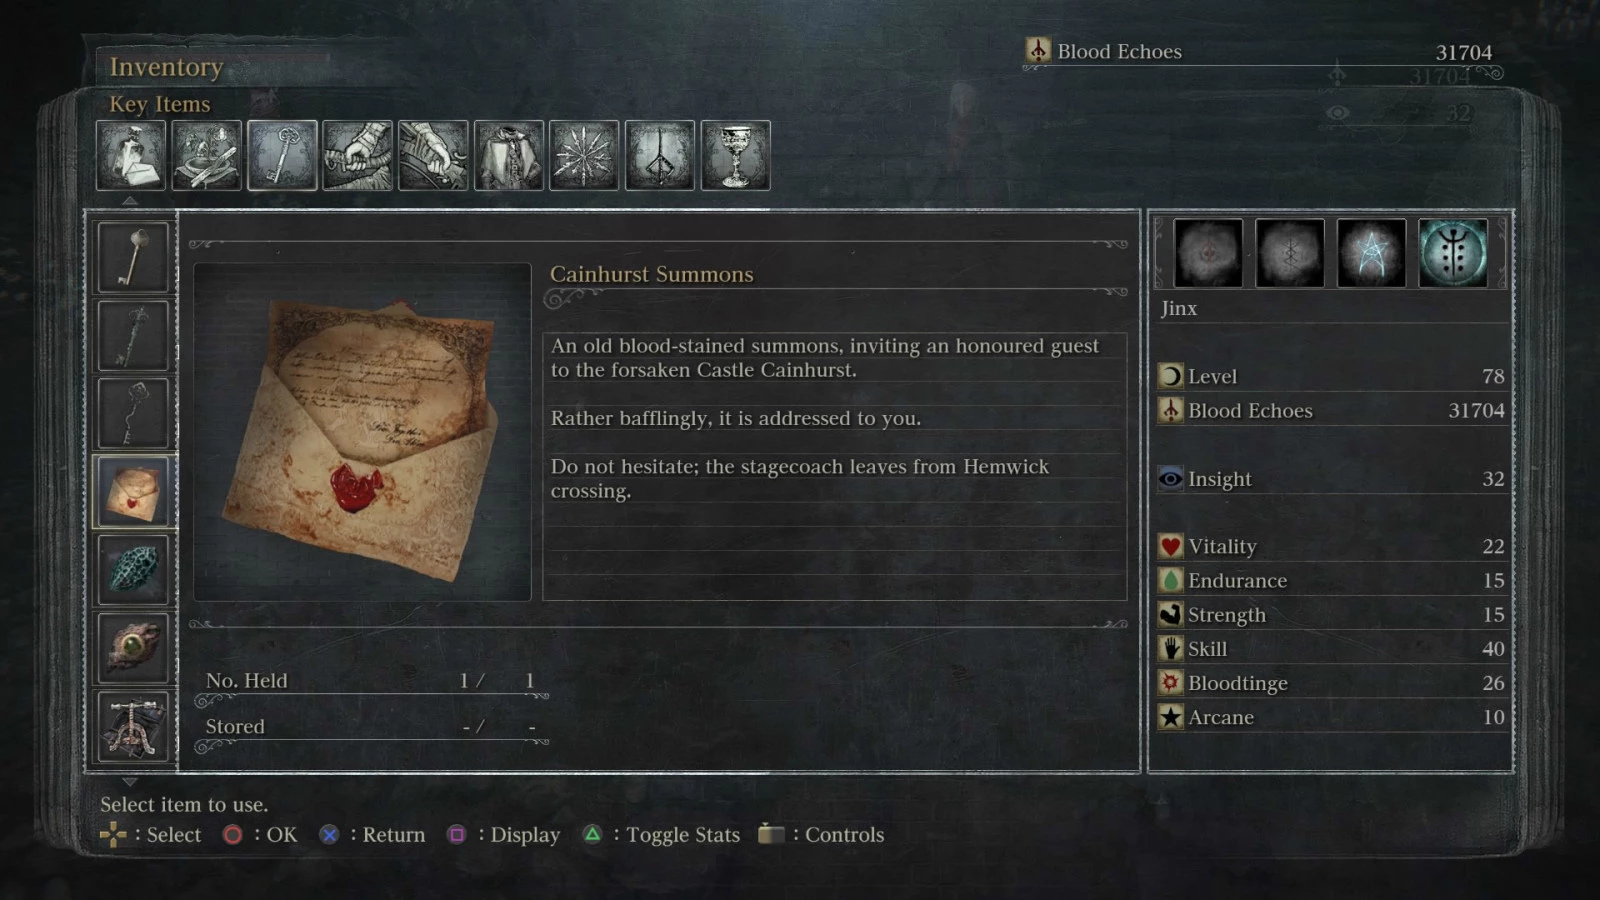 Inventory
Key Items
Blood Echoes 31704
31704
32
Cainhurst Summons
An old blood-stained summons, inviting an honoured guest
to the forsaken Castle Cainhurst.
Rather bafflingly, it is addressed to you.
Do not hesitate; the stagecoach leaves from Hemwick
crossing.
No. Held 1 / 1
Stored - / -
Jinx
Level 78
Blood Echoes 31704
Insight 32
Vitality 22
Endurance 15
Strength 15
Skill 40
Bloodtinge 26
Arcane 10
Select item to use.
: Select : OK : Return : Display : Toggle Stats : Controls